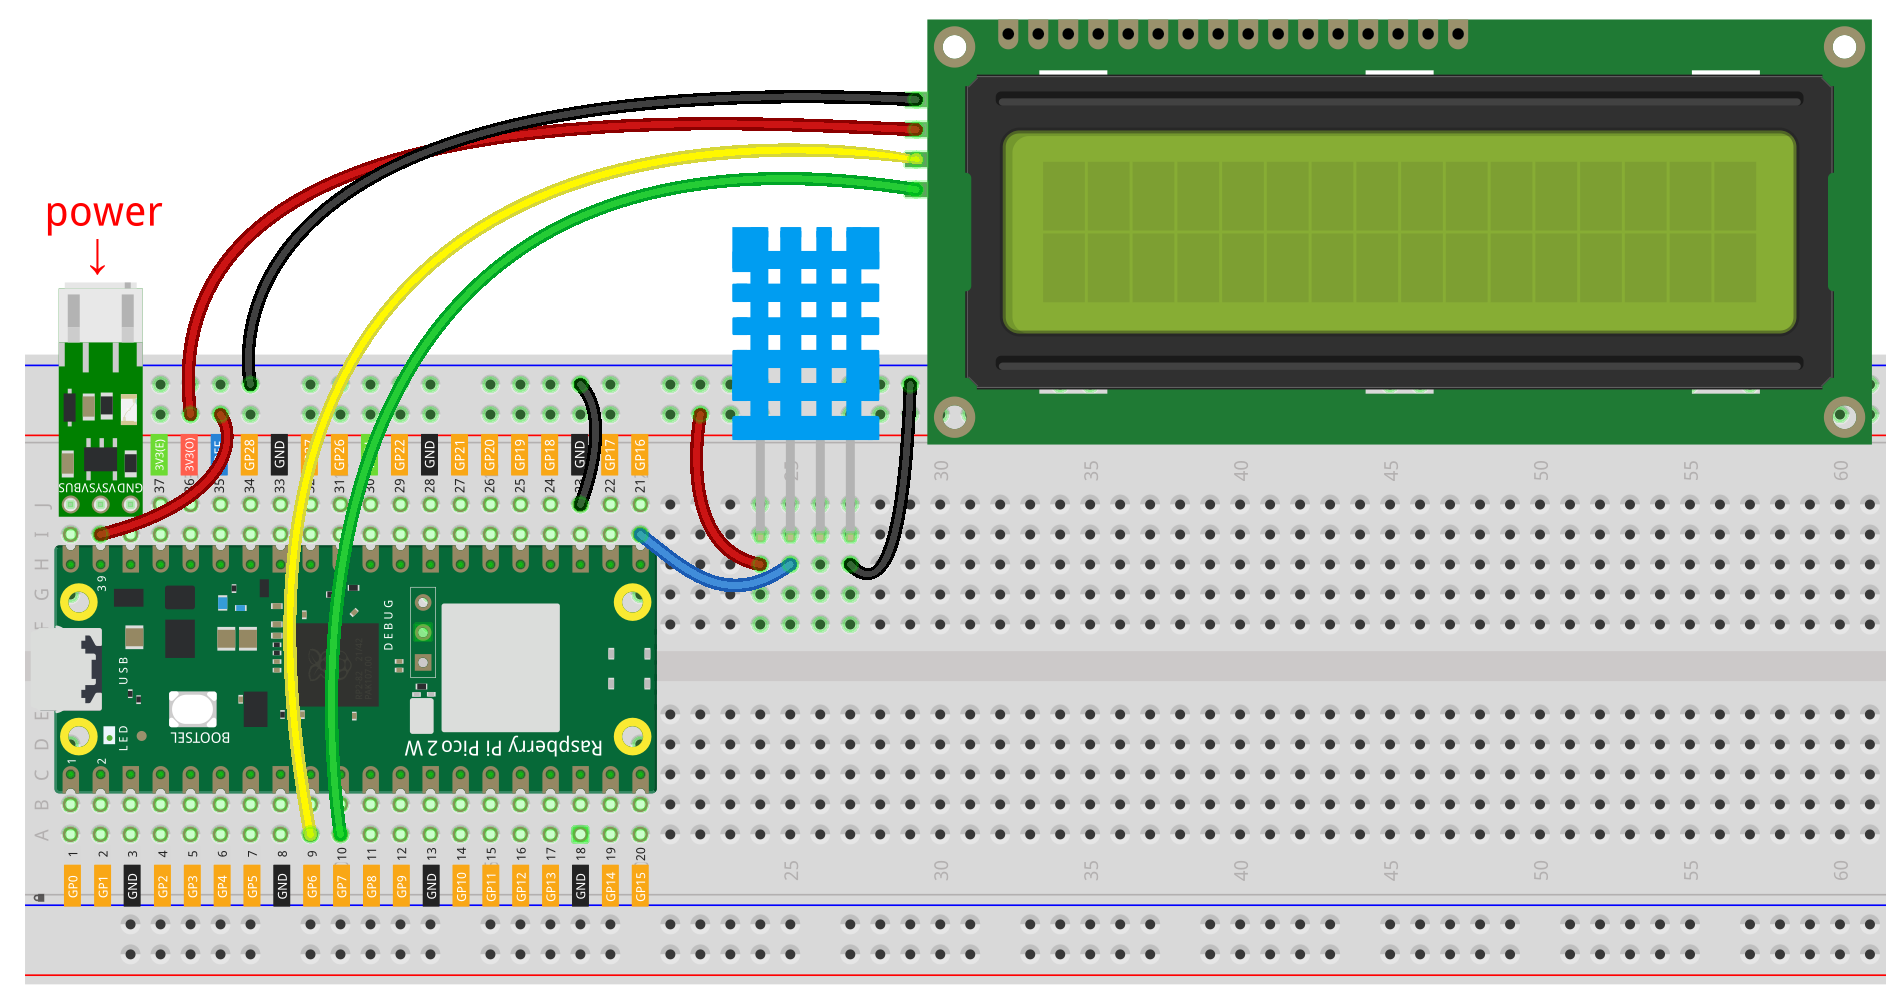 power
30
35
40
45
50
55
60
3V3(E)
3V3(O)
GP28
GND
GP26
GP22
GND
GP21
GP20
GP19
GP18
GND
GP17
GP16
VBUS
VSYS
GND
37
36
35
34
33
32
31
30
29
28
27
26
25
24
23
22
21
J
I
H
G
F
39
DEBUG
USB
BOOTSEL
LED
Raspberry Pi Pico 2 W
1
2
E
D
C
B
A
1
2
3
4
5
6
7
8
9
10
11
12
13
14
15
16
17
18
19
20
25
30
35
40
45
50
55
60
GP0
GP1
GND
GP2
GP3
GP4
GP5
GND
GP6
GP7
GP8
GP9
GND
GP10
GP11
GP12
GP13
GND
GP14
GP15